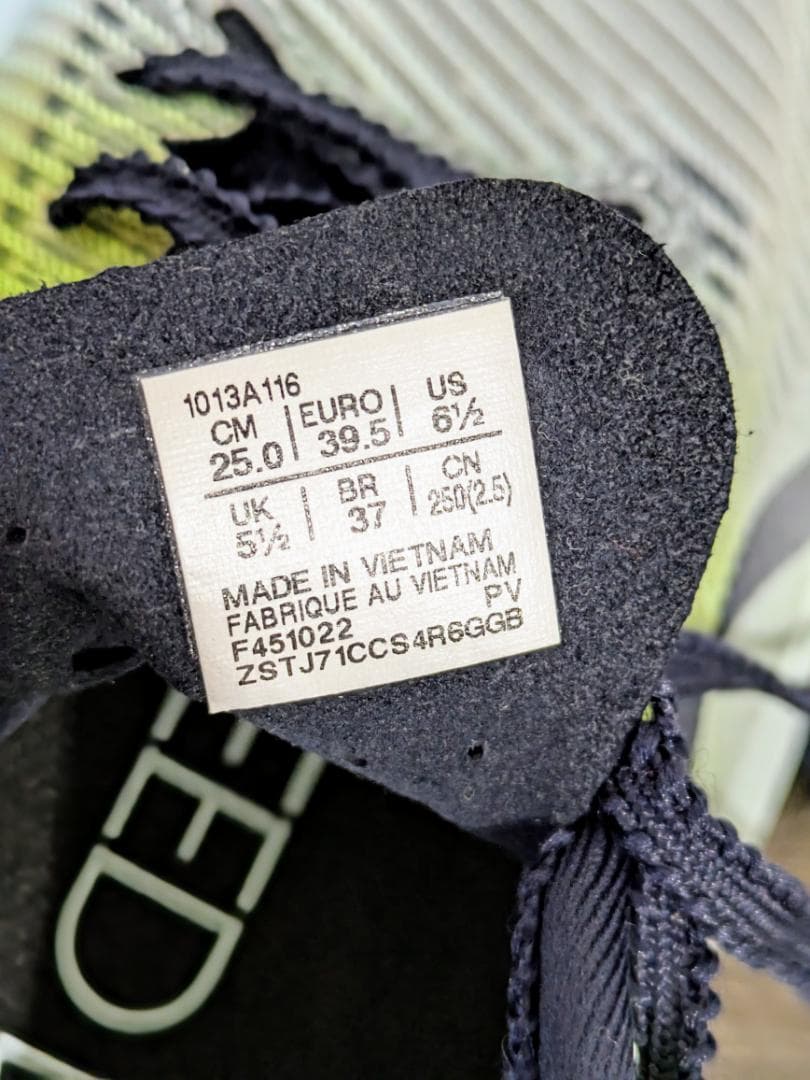 1013A116
CM | EURO | US
25.0 | 39.5 | 6½
UK | BR | CN
5½ | 37 | 250(2.5)
MADE IN VIETNAM
FABRIQUE AU VIETNAM
F451022 PV
ZSTJ71CCS4R6GGB
ED